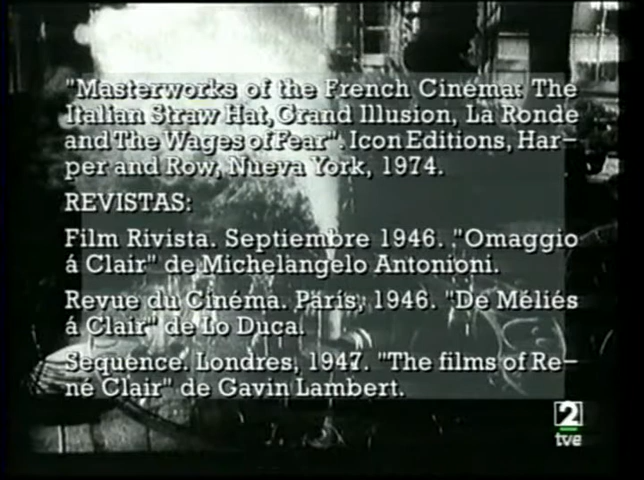 "Masterworks of the French Cinema: The
Italian Straw Hat, Grand Illusion, La Ronde
and The Wages of Fear". Icon Editions, Har-
per and Row, Nueva York, 1974.
REVISTAS:
Film Rivista. Septiembre 1946. "Omaggio
á Clair" de Michelangelo Antonioni.
Revue du Cinéma. París, 1946. "De Méliés
á Clair" de Lo Duca.
Sequence. Londres, 1947. "The films of Re-
né Clair" de Gavin Lambert.
2
tve